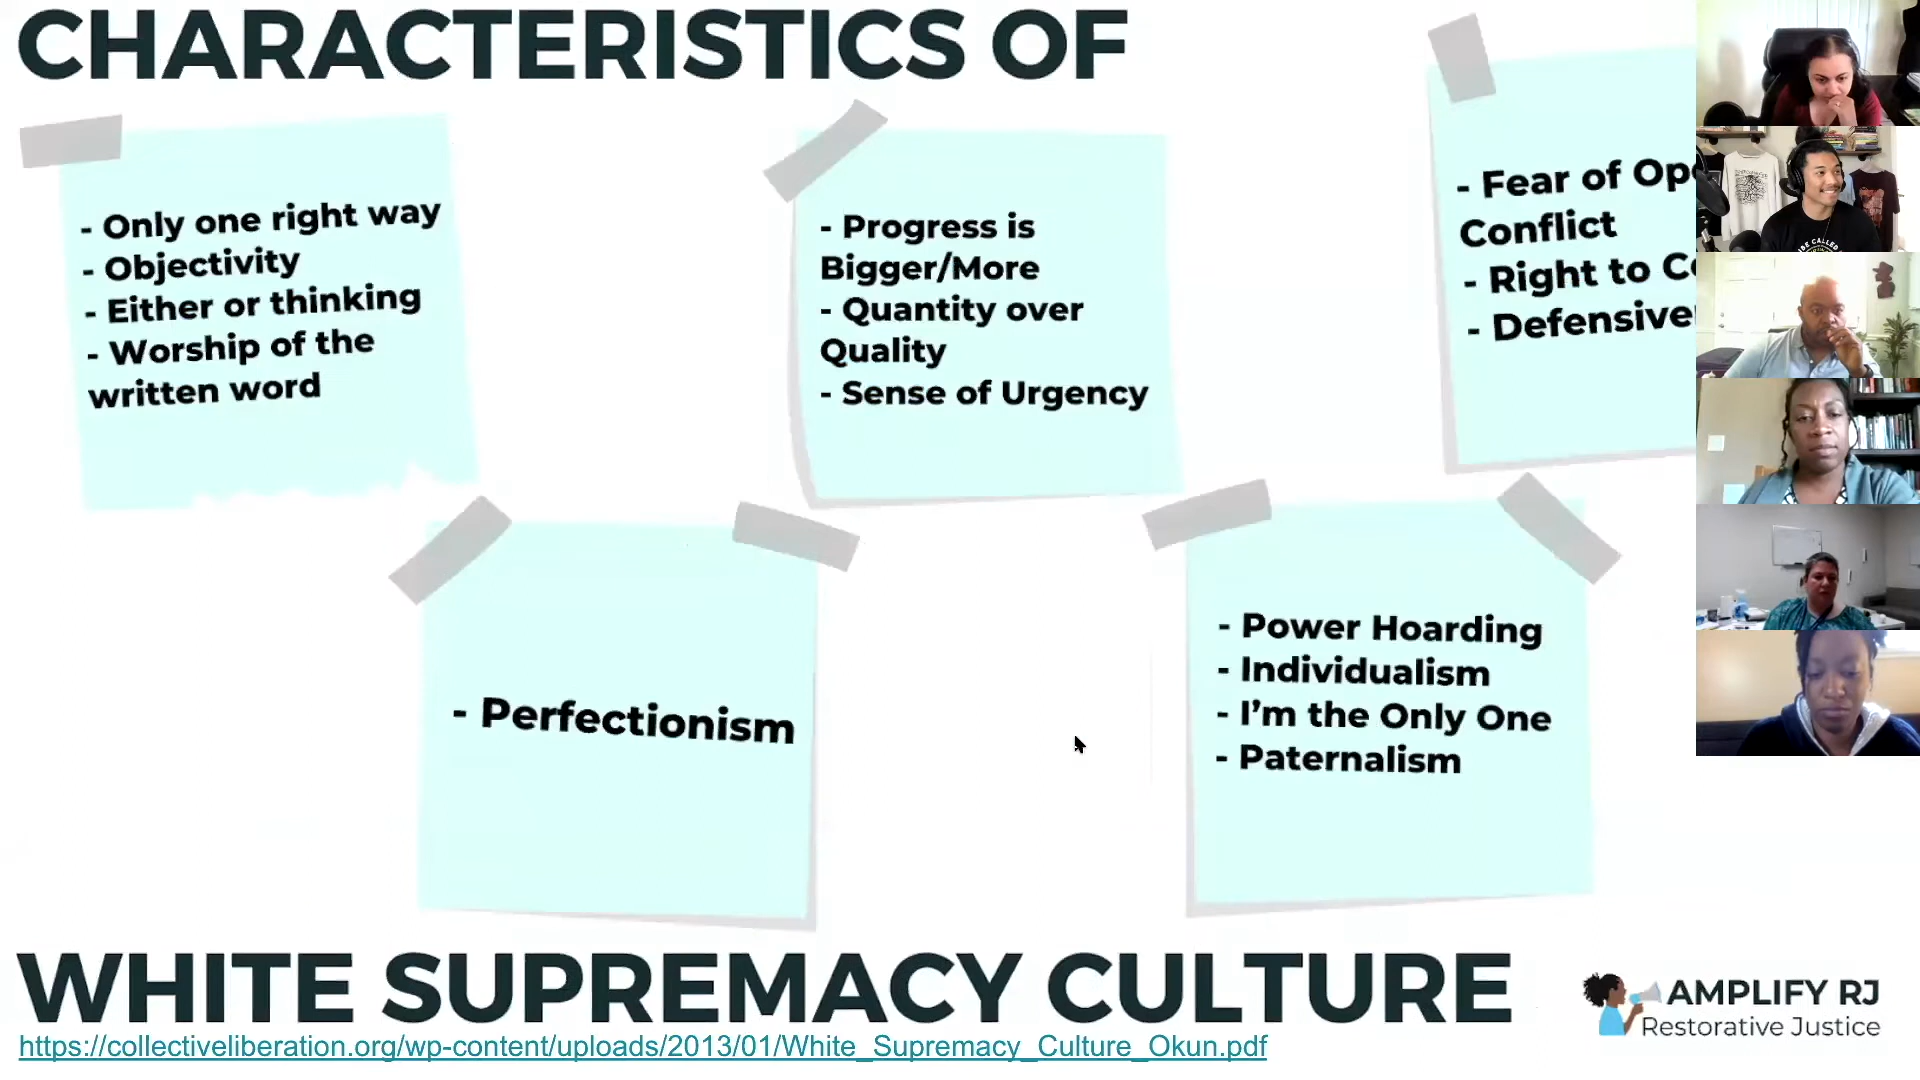 CHARACTERISTICS OF
- Only one right way
- Objectivity
- Either or thinking
- Worship of the
written word
- Progress is
Bigger/More
- Quantity over
Quality
- Sense of Urgency
- Fear of
Conflict
- Right to
- Perfectionism
- Power Hoarding
- Individualism
- I'm the Only One
- Paternalism
WHITE SUPREMACY CULTURE
https://collectiveliberation.org/wp-content/uploads/2013/01/White_Supremacy_Culture_Okun.pdf
AMPLIFY RJ
Restorative Justice